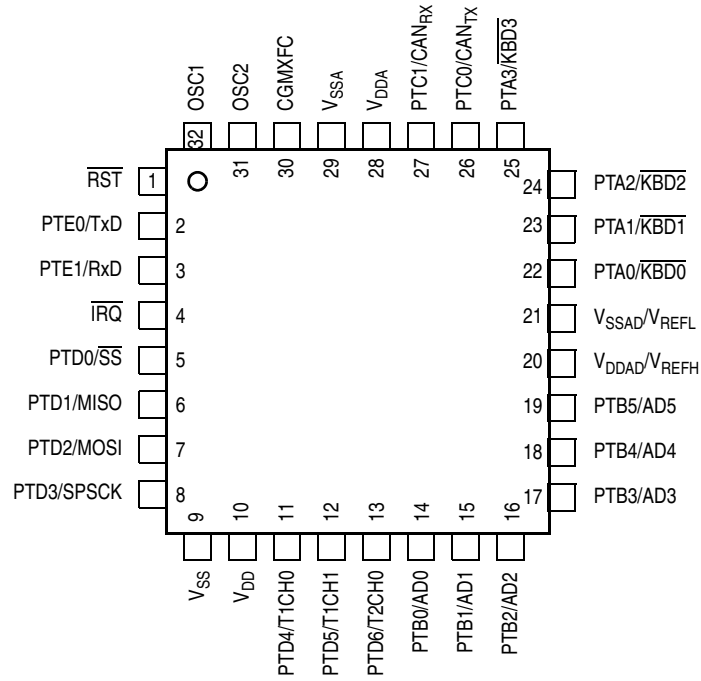 OSC1
OSC2
CGMXFC
VSSA
VDDA
PTC1/CANRX
PTC0/CANTX
PTA3/KBD3
32
31
30
29
28
27
26
25
RST
1
PTE0/TxD
2
PTE1/RxD
3
IRQ
4
PTD0/SS
5
PTD1/MISO
6
PTD2/MOSI
7
PTD3/SPSCK
8
24
PTA2/KBD2
23
PTA1/KBD1
22
PTA0/KBD0
21
VSSAD/VREFL
20
VDDAD/VREFH
19
PTB5/AD5
18
PTB4/AD4
17
PTB3/AD3
9
10
11
12
13
14
15
16
VSS
VDD
PTD4/T1CH0
PTD5/T1CH1
PTD6/T2CH0
PTB0/AD0
PTB1/AD1
PTB2/AD2